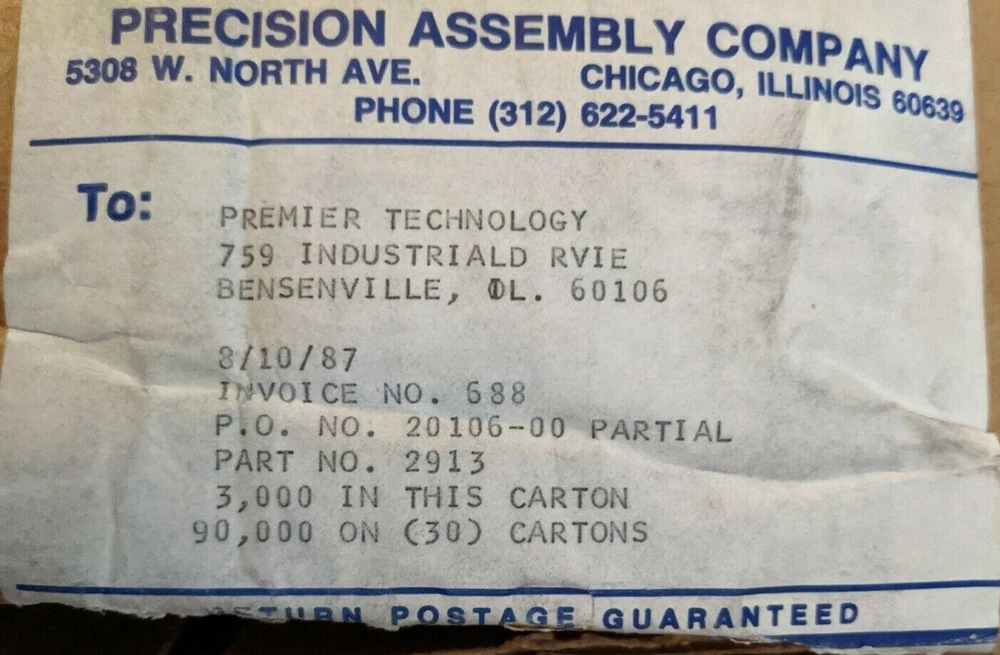 PRECISION ASSEMBLY COMPANY
5308 W. NORTH AVE. CHICAGO, ILLINOIS 60639
PHONE (312) 622-5411
To:
PREMIER TECHNOLOGY
759 INDUSTRIALD RVIE
BENSENVILLE, IL. 60106
8/10/87
INVOICE NO. 688
P.O. NO. 20106-00 PARTIAL
PART NO. 2913
3,000 IN THIS CARTON
90,000 ON (30) CARTONS
RETURN POSTAGE GUARANTEED